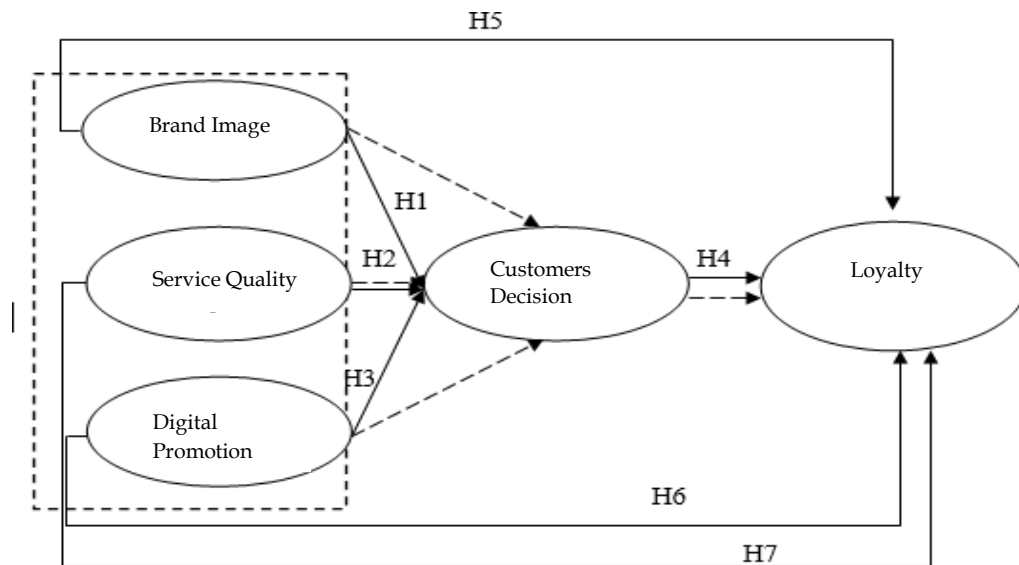 H5
Brand Image
H1
Service Quality
H2
Customers
Decision
H4
Loyalty
H3
Digital
Promotion
H6
H7